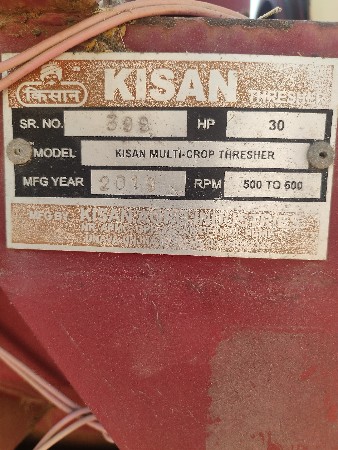 किसान KISAN THRESHER
SR. NO. 399 HP 30
MODEL KISAN MULTI-CROP THRESHER
MFG YEAR RPM 500 TO 600
MFG BY. KISAN